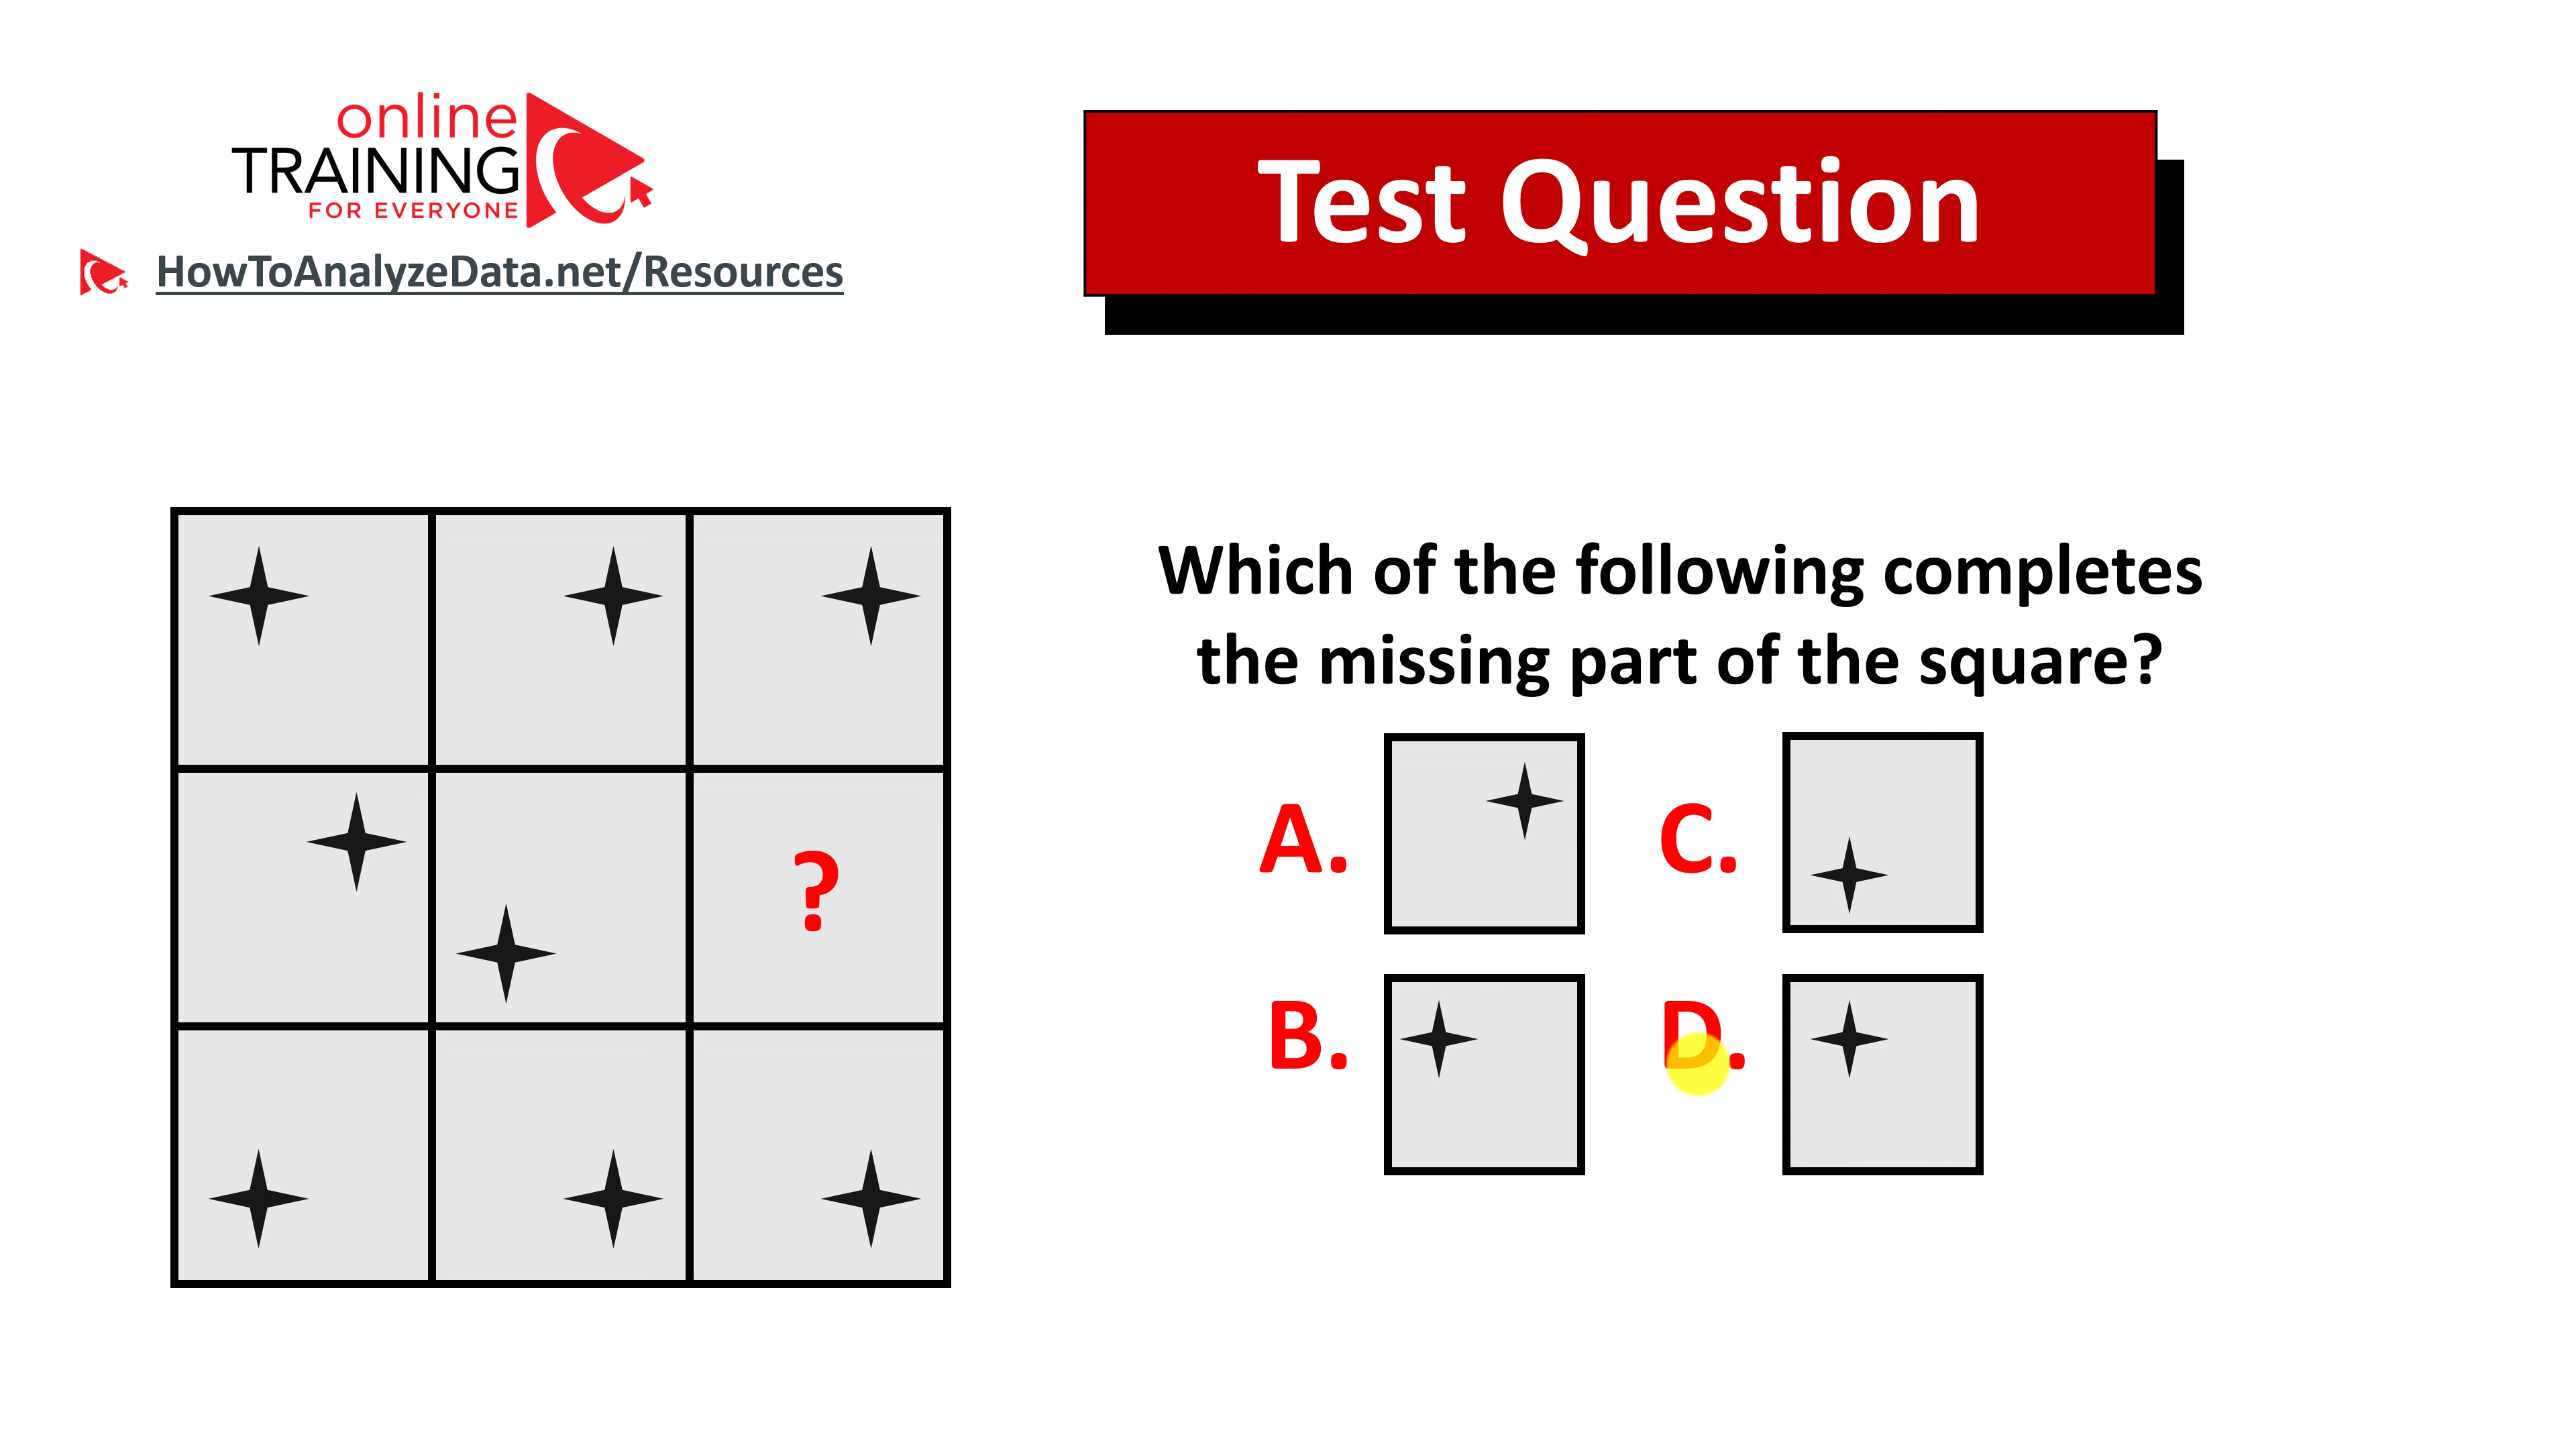 online
TRAINING
FOR EVERYONE
HowToAnalyzeData.net/Resources
Test Question
?
Which of the following completes
the missing part of the square?
A.
C.
B.
D.